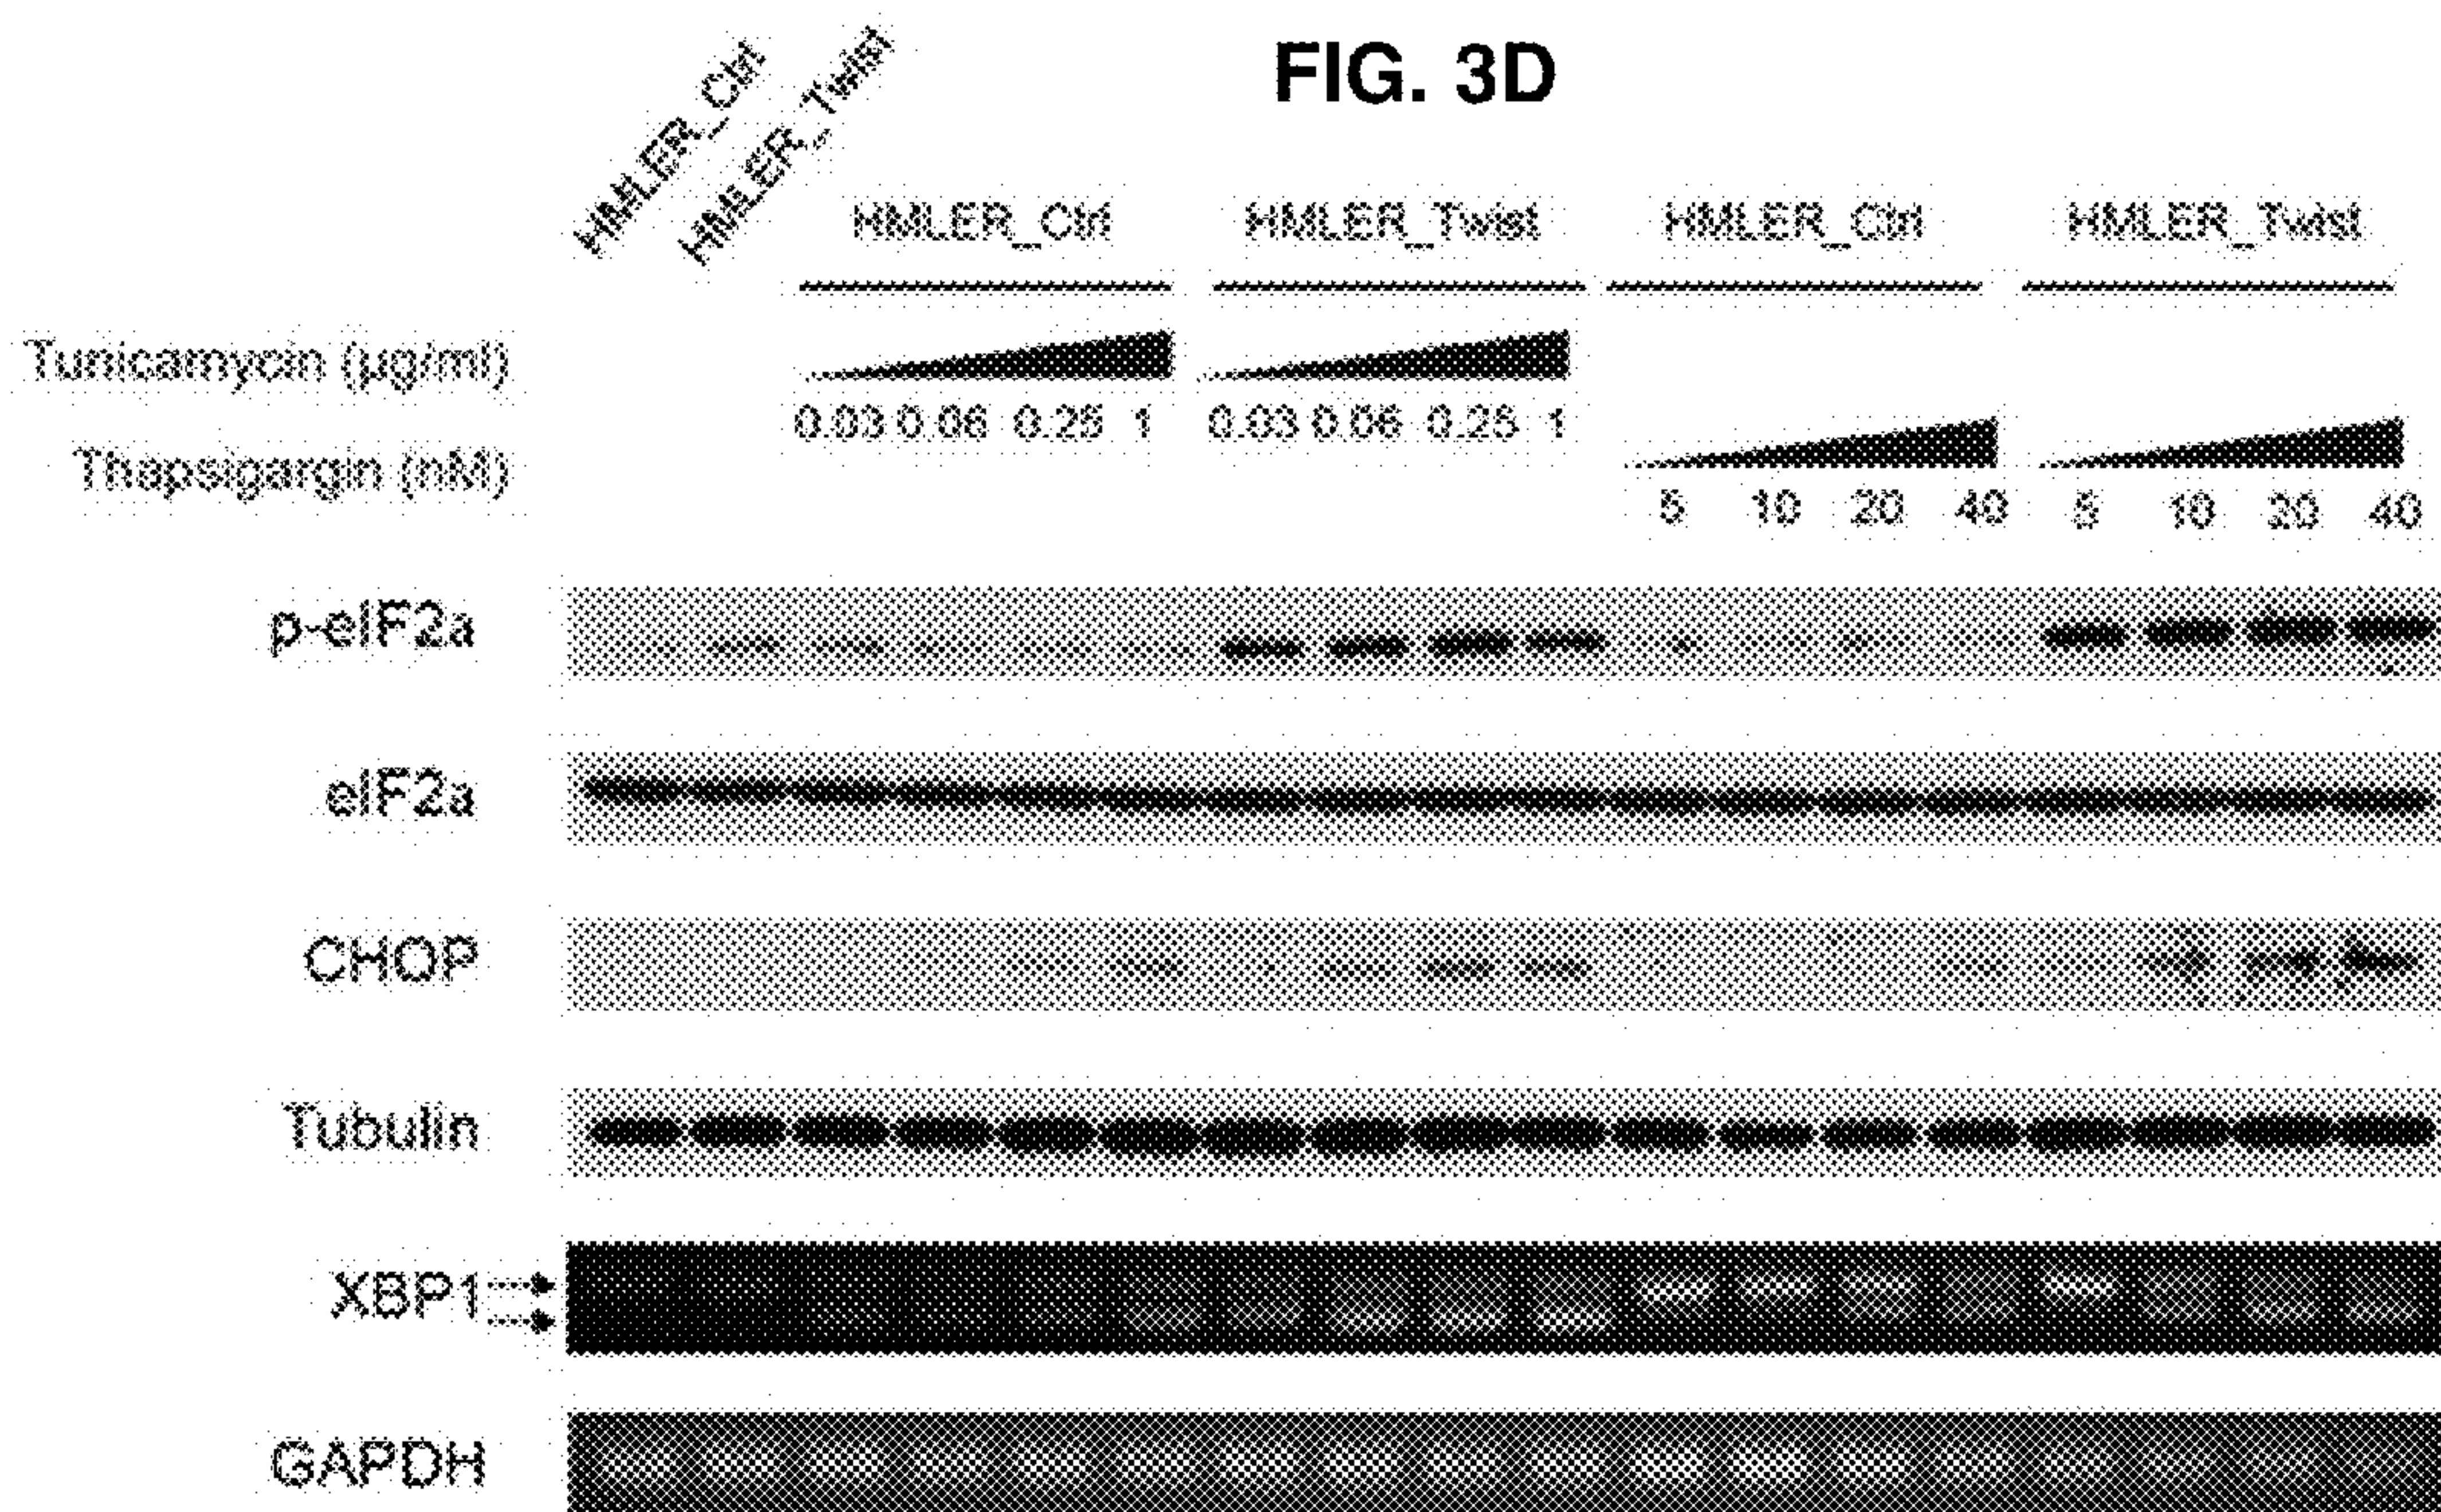 FIG. 3D
HMLER_Ctrl
HMLER_Twist
HMLER_Ctrl HMLER_Twist HMLER_Ctrl HMLER_Twist
Tunicamycin (µg/ml)
0.03 0.06 0.25 1 0.03 0.06 0.25 1
Thapsigargin (nM)
5 10 20 40 5 10 20 40
p-eIF2a
eIF2a
CHOP
Tubulin
XBP1
GAPDH